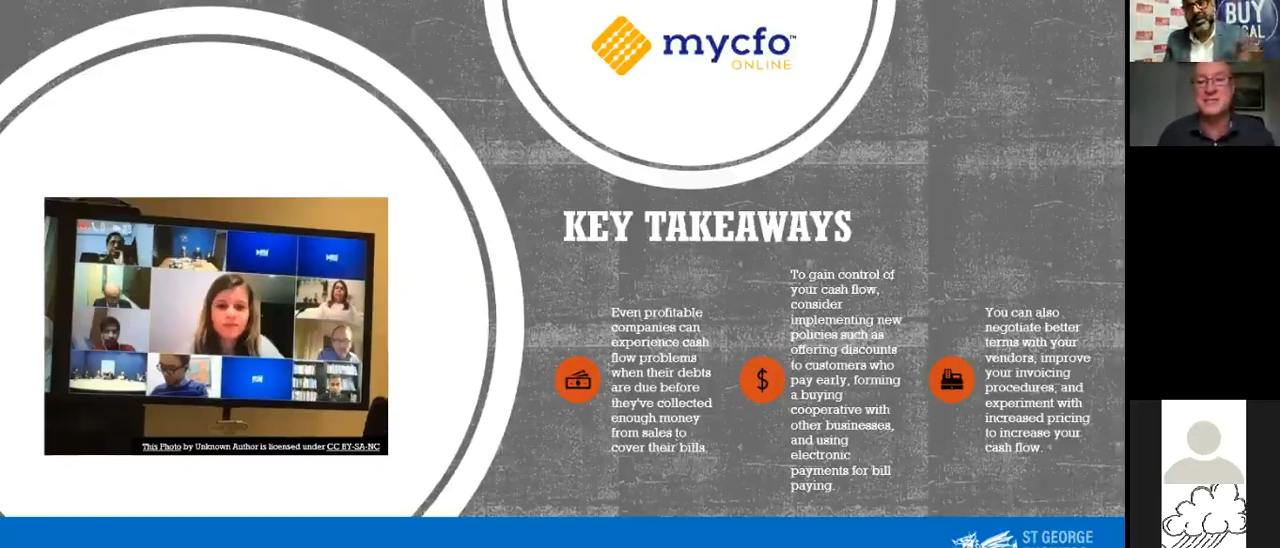 mycfo™
ONLINE
BUY
KEY TAKEAWAYS
Even profitable
companies can
experience cash
flow problems
when their debts
are due before
they've collected
enough money
from sales to
cover their bills.
To gain control of
your cash flow,
consider
implementing new
policies such as
offering discounts
to customers who
pay early, forming
a buying
cooperative with
other businesses,
and using
electronic
payments for bill
paying.
You can also
negotiate better
terms with your
vendors, improve
your invoicing
procedures, and
experiment with
increased pricing
to increase your
cash flow.
This Photo by Unknown Author is licensed under CC BY-SA-NC
ST GEORGE